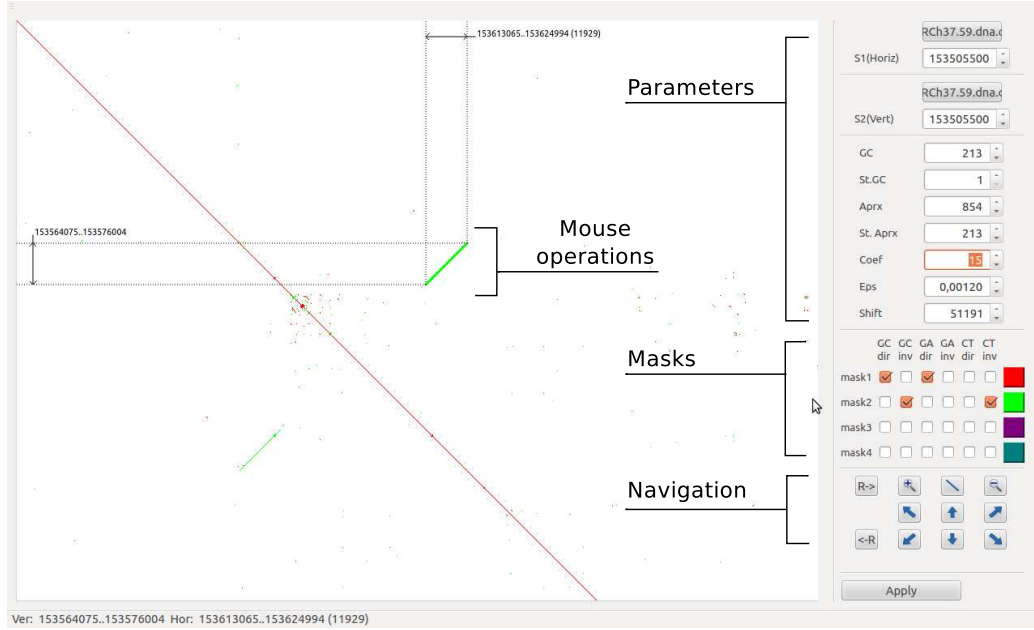 153613065..153624994 (11929)
153564075..153576004
Parameters
Mouse
operations
Masks
Navigation
RCh37.59.dna.c
S1(Horiz) 153505500
RCh37.59.dna.c
S2(Vert) 153505500
GC 213
St.GC 1
Aprx 854
St. Aprx 213
Coef 15
Eps 0,00120
Shift 51191
GC GC GA GA CT CT
dir inv dir inv dir inv
mask1
mask2
mask3
mask4
R->
<-R
Apply
Ver: 153564075..153576004 Hor: 153613065..153624994 (11929)